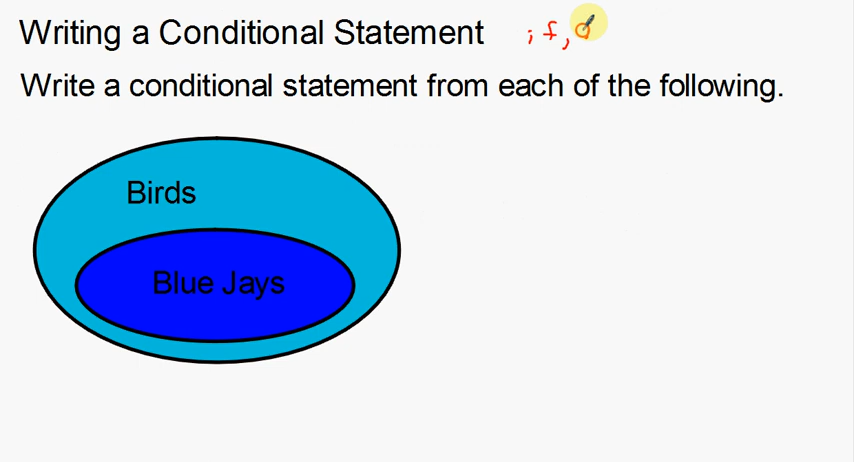 Writing a Conditional Statement if, a
Write a conditional statement from each of the following.
Birds
Blue Jays